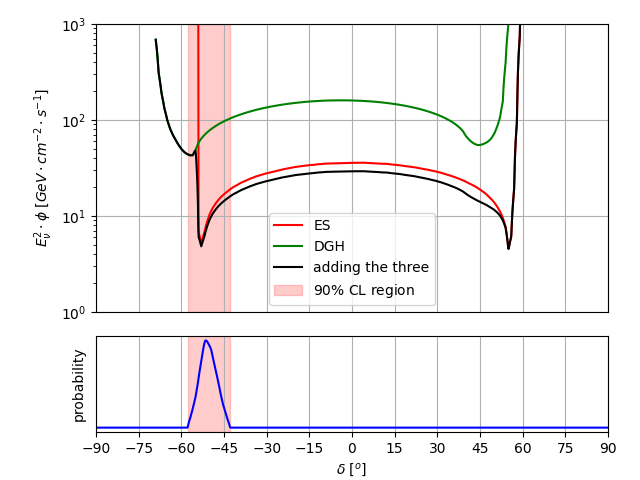 10³
10²
10¹
10⁰
E²ᵥ · ϕ [GeV · cm⁻² · s⁻¹]
ES
DGH
adding the three
90% CL region
probability
−90 −75 −60 −45 −30 −15 0 15 30 45 60 75 90
δ [°]